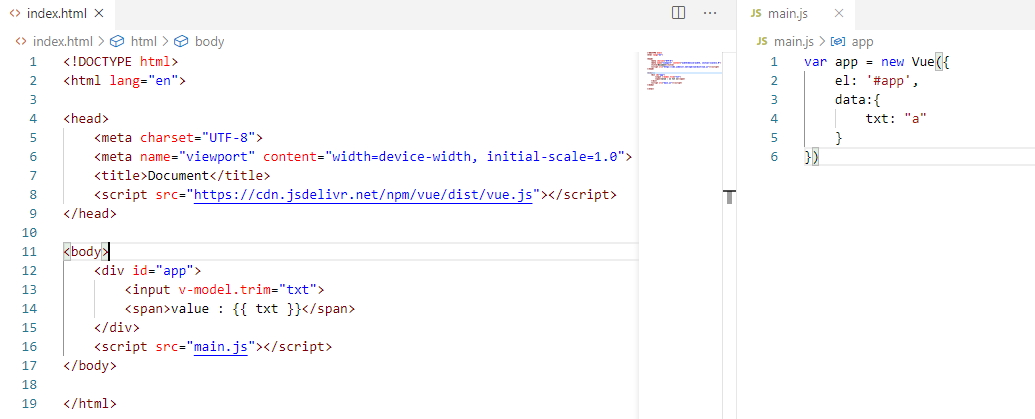 index.html
index.html > html > body
1 <!DOCTYPE html>
2 <html lang="en">
3
4 <head>
5 <meta charset="UTF-8">
6 <meta name="viewport" content="width=device-width, initial-scale=1.0">
7 <title>Document</title>
8 <script src="https://cdn.jsdelivr.net/npm/vue/dist/vue.js"></script>
9 </head>
10
11 <body>
12 <div id="app">
13 <input v-model.trim="txt">
14 <span>value : {{ txt }}</span>
15 </div>
16 <script src="main.js"></script>
17 </body>
18
19 </html>
JS main.js
JS main.js > app
1 var app = new Vue({
2 el: '#app',
3 data:{
4 txt: "a"
5 }
6 })